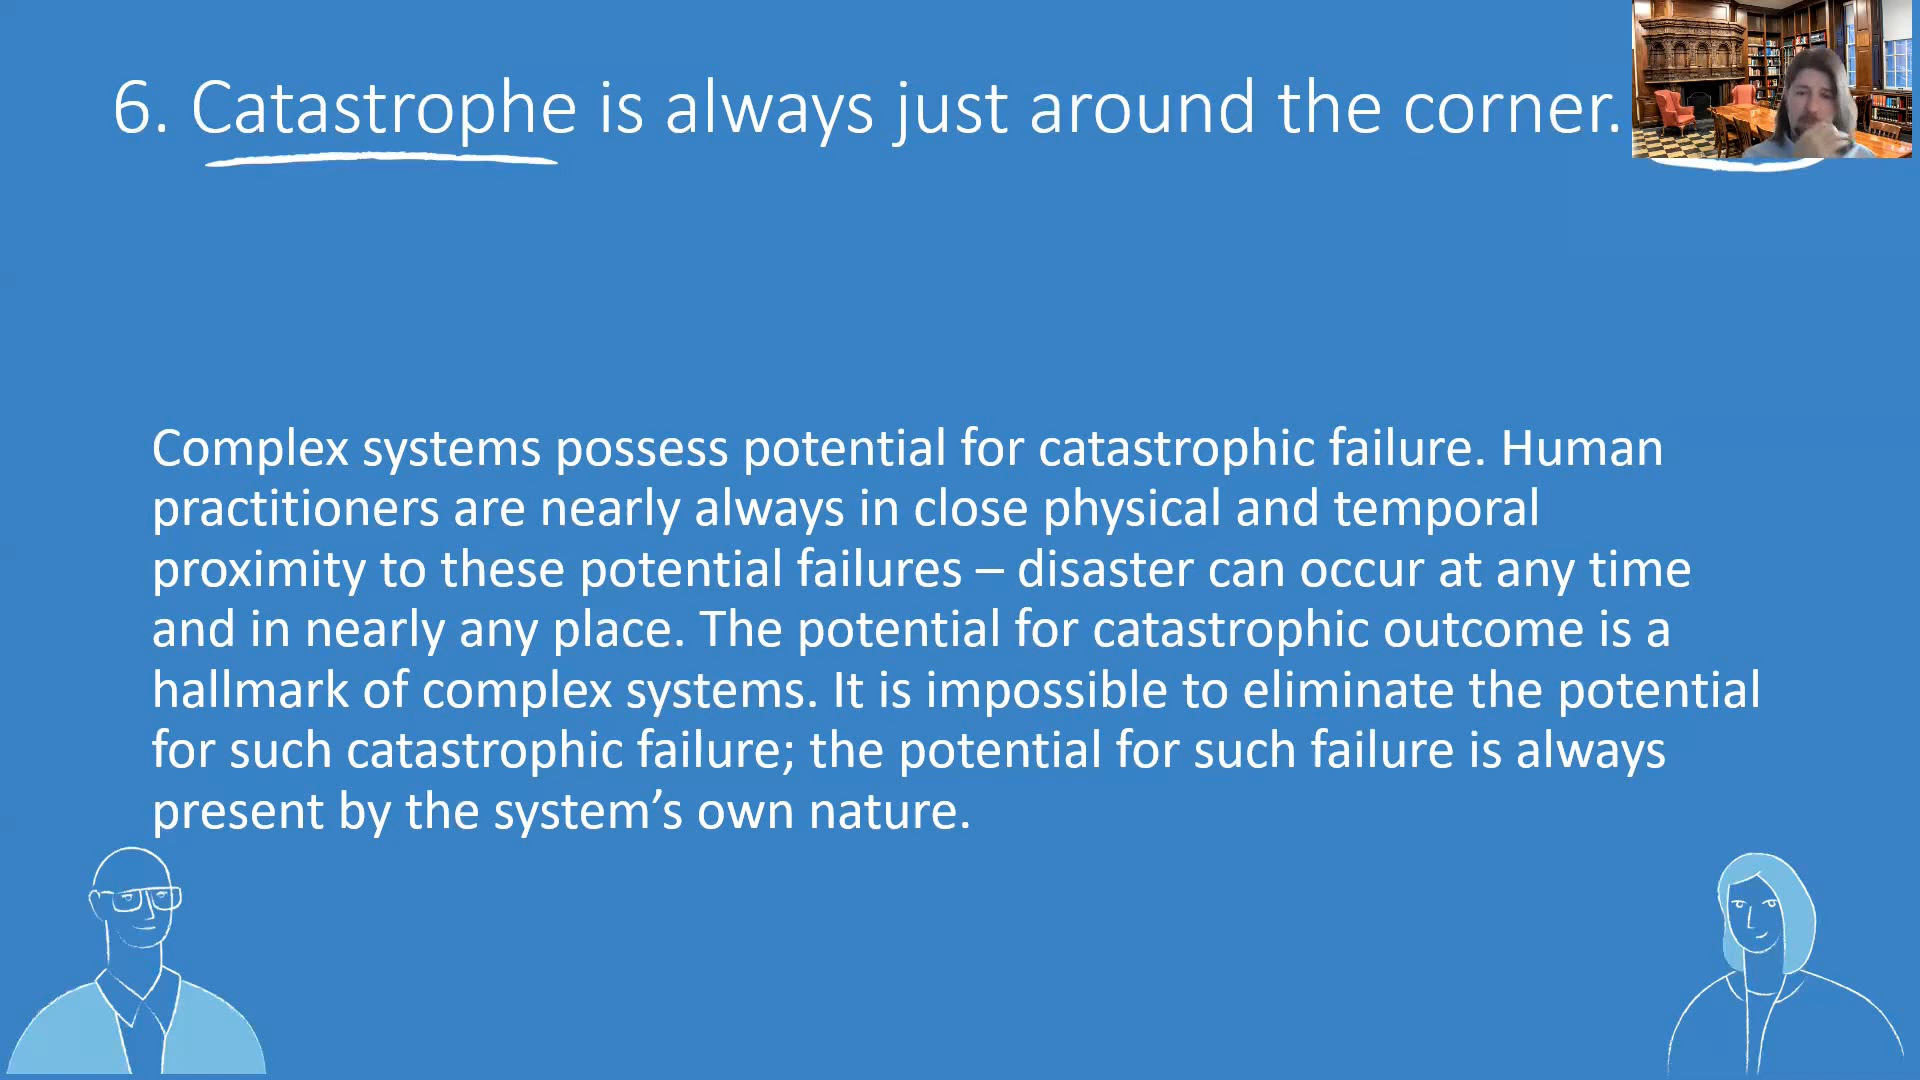 6. Catastrophe is always just around the corner.
Complex systems possess potential for catastrophic failure. Human
practitioners are nearly always in close physical and temporal
proximity to these potential failures – disaster can occur at any time
and in nearly any place. The potential for catastrophic outcome is a
hallmark of complex systems. It is impossible to eliminate the potential
for such catastrophic failure; the potential for such failure is always
present by the system’s own nature.